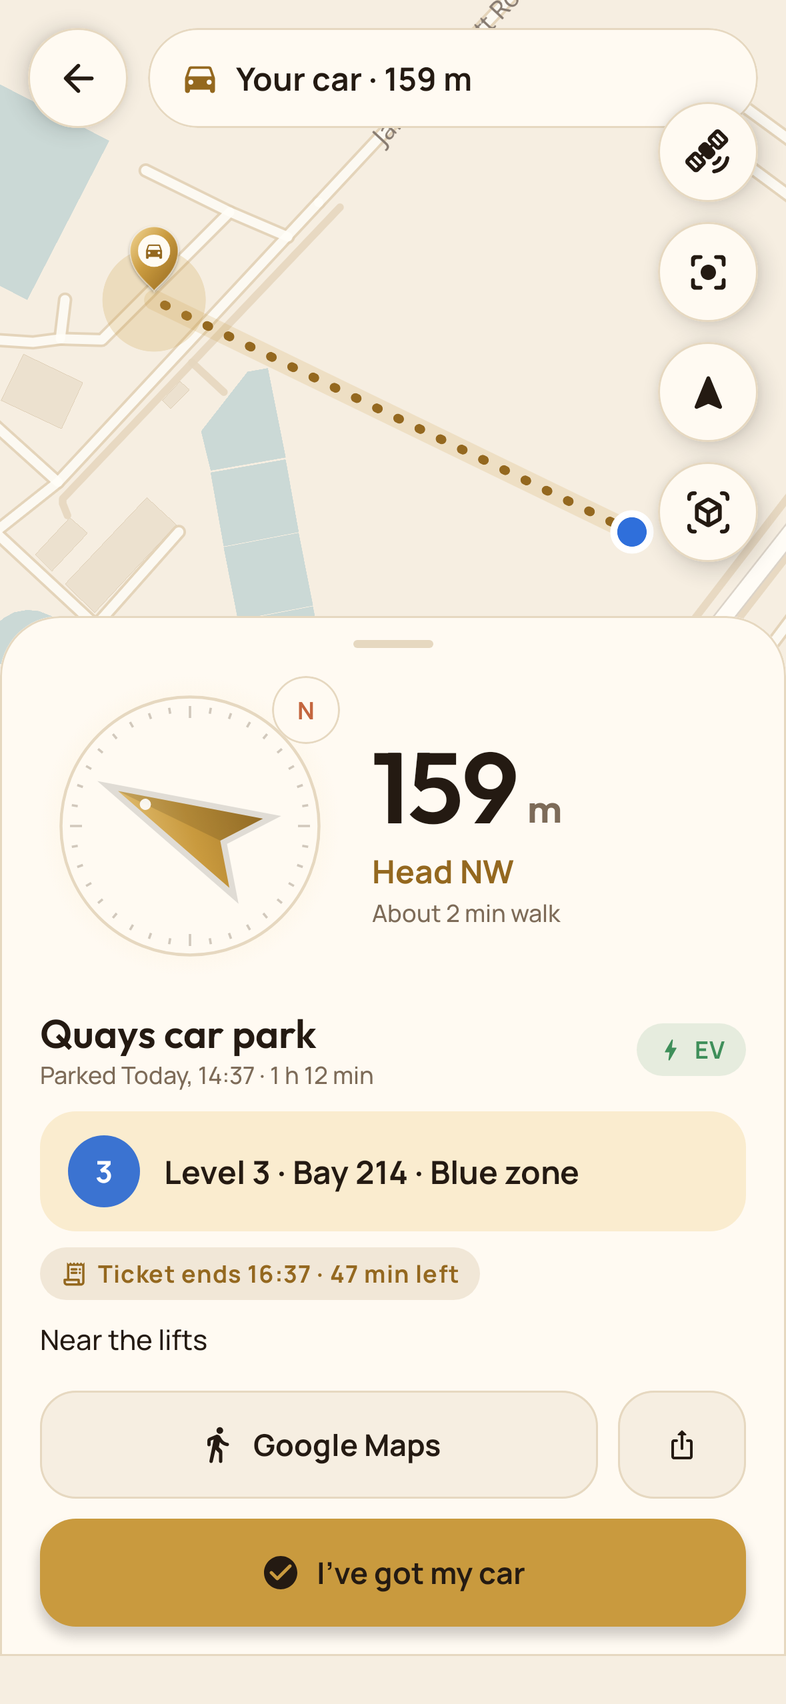 Your car · 159 m
N
159 m
Head NW
About 2 min walk
Quays car park
EV
Parked Today, 14:37 · 1 h 12 min
3
Level 3 · Bay 214 · Blue zone
Ticket ends 16:37 · 47 min left
Near the lifts
Google Maps
I’ve got my car